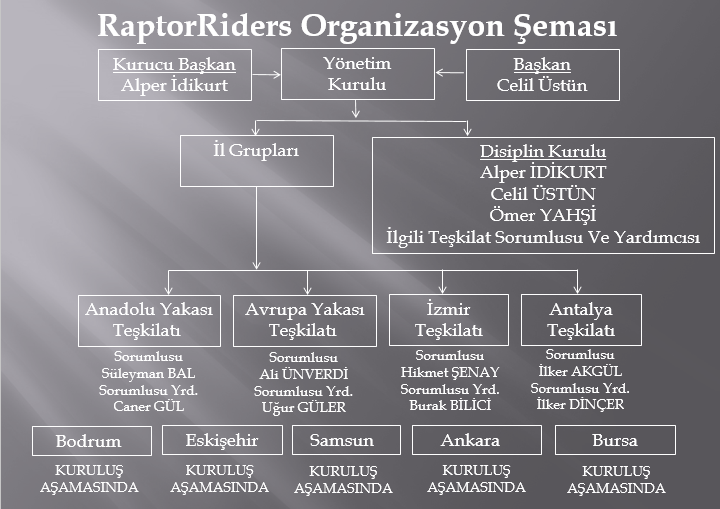 RaptorRiders Organizasyon Şeması
Kurucu Başkan
Alper İdikurt
Yönetim
Kurulu
Başkan
Celil Üstün
İl Grupları
Disiplin Kurulu
Alper İDİKURT
Celil ÜSTÜN
Ömer YAHŞİ
İlgili Teşkilat Sorumlusu Ve Yardımcısı
Anadolu Yakası
Teşkilatı
Sorumlusu
Süleyman BAL
Sorumlusu Yrd.
Caner GÜL
Avrupa Yakası
Teşkilatı
Sorumlusu
Ali ÜNVERDİ
Sorumlusu Yrd.
Uğur GÜLER
İzmir
Teşkilatı
Sorumlusu
Hikmet ŞENAY
Sorumlusu Yrd.
Burak BİLİCİ
Antalya
Teşkilatı
Sorumlusu
İlker AKGÜL
Sorumlusu Yrd.
İlker DİNÇER
Bodrum
KURULUŞ
AŞAMASINDA
Eskişehir
KURULUŞ
AŞAMASINDA
Samsun
KURULUŞ
AŞAMASINDA
Ankara
KURULUŞ
AŞAMASINDA
Bursa
KURULUŞ
AŞAMASINDA